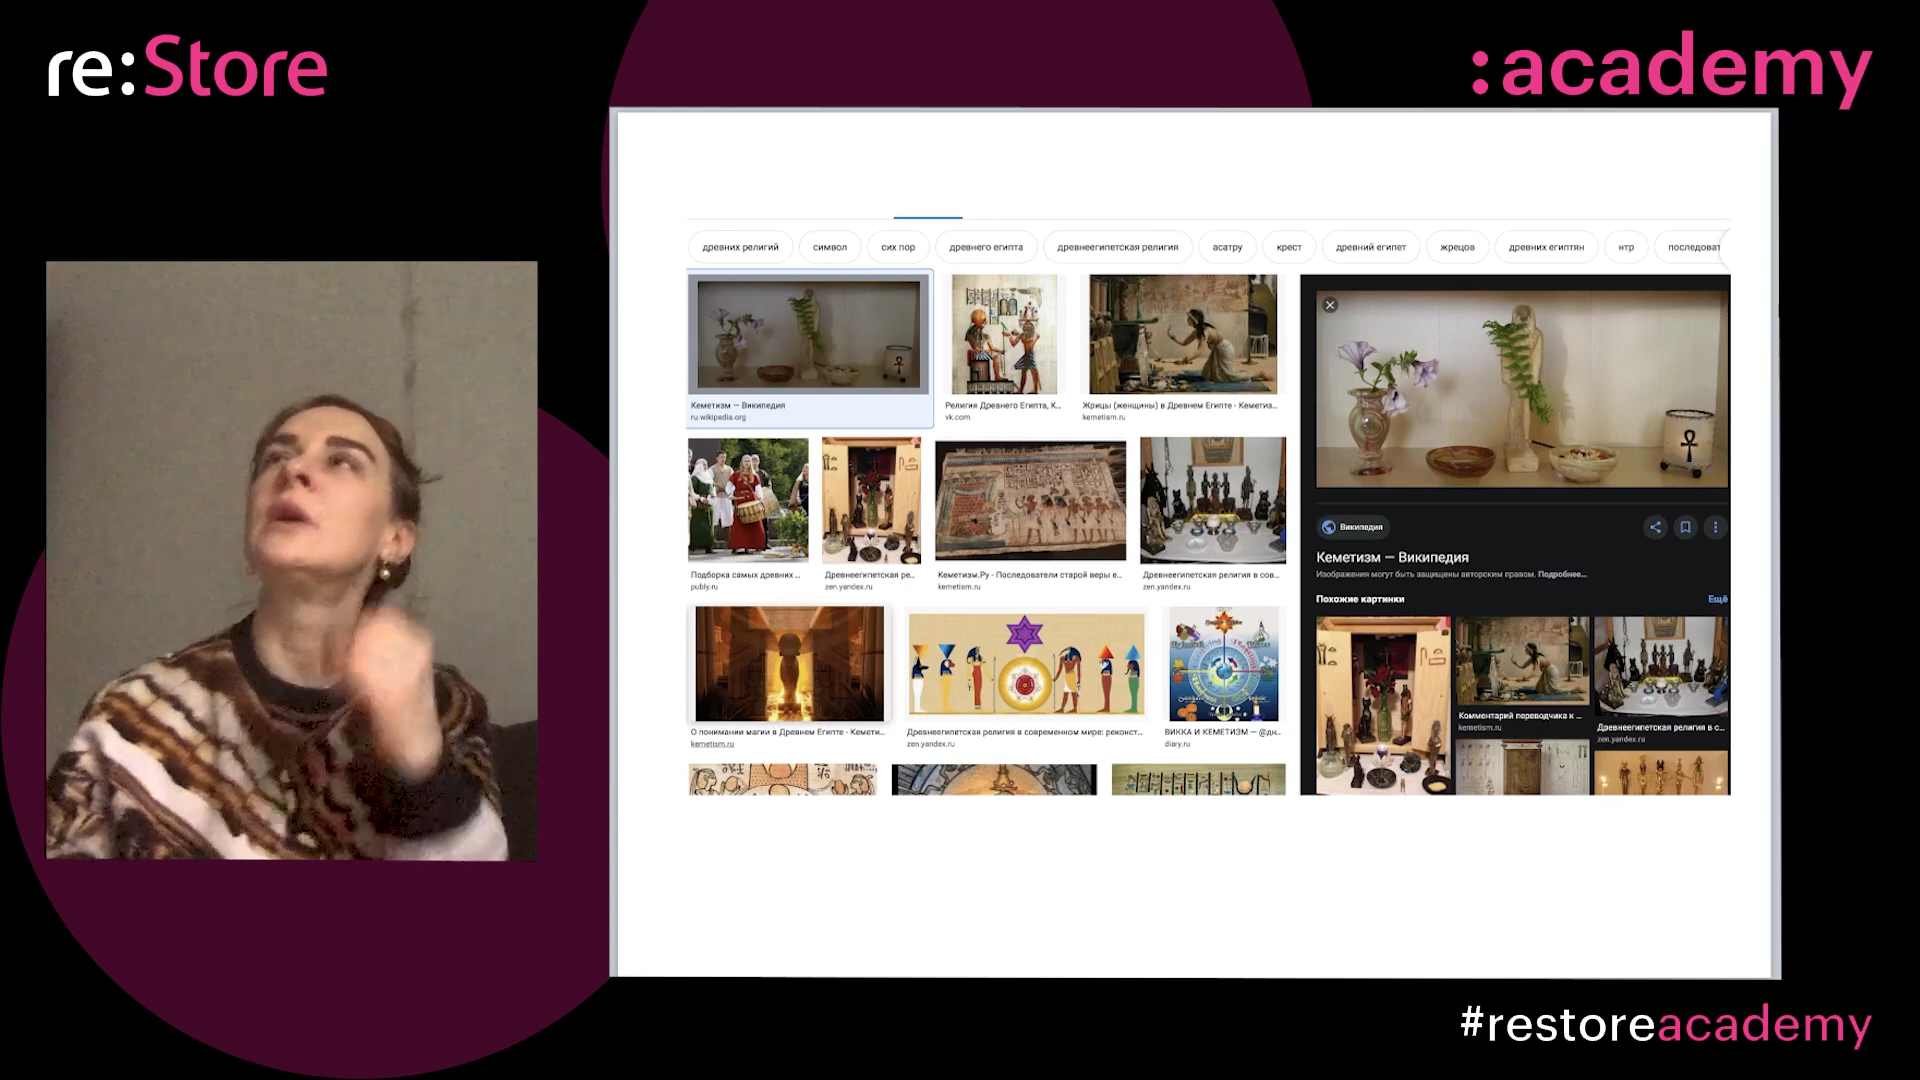 re:Store
:academy
древних религий
символ
сих пор
древнего египта
древнеегипетская религия
асатру
крест
древний египет
жрецов
древних египтян
нтр
последоват
Кеметизм — Википедия
ru.wikipedia.org
Религия Древнего Египта, К...
vk.com
Жрицы (женщины) в Древнем Египте - Кеметиз...
kemetism.ru
Подборка самых древних ...
publy.ru
Древнеегипетская ре...
zen.yandex.ru
Кеметизм.Ру - Последователи старой веры е...
kemetism.ru
Древнеегипетская религия в сов...
zen.yandex.ru
О понимании магии в Древнем Египте - Кемети...
kemetism.ru
Древнеегипетская религия в современном мире: реконст...
zen.yandex.ru
ВИККА И КЕМЕТИЗМ — @дн...
diary.ru
Википедия
Кеметизм — Википедия
Изображения могут быть защищены авторским правом. Подробнее...
Похожие картинки
Ещё
Комментарий переводчика к ...
kemetism.ru
Древнеегипетская религия в с...
zen.yandex.ru
#restoreacademy